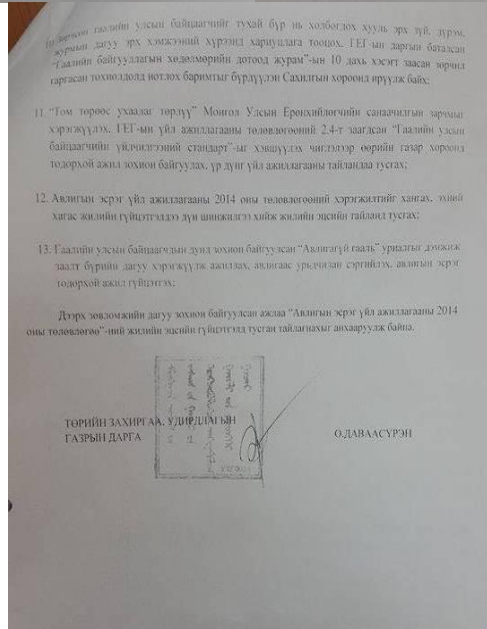 гаалийн улсын байцаагчийг тухай бүр нь холбогдох хууль эрх зүй, дүрэм,
журмын дагуу эрх хэмжээний хүрээнд хариуцлага тооцох, ГЕГ-ын даргын баталсан
"Гаалийн байгууллагын хөдөлмөрийн дотоод журам"-ын 10 дахь хэсэгт заасан зөрчил
гаргасан тохиолдолд нотлох баримтыг бүрдүүлэн Сахилгын хороонд ирүүлж байх;
11. "Том төрөөс ухаалаг төрлүү" Монгол Улсын Ерөнхийлөгчийн санаачилгын зарчмыг
хэрэгжүүлэх, ГЕГ-ын үйл ажиллагааны төлөвлөгөөний 2.4-т заагдсан "Гаалийн улсын
байцаагчийн үйлчилгээний стандарт"-ыг хэвшүүлэх чиглэлээр өөрийн газар хороонд
тодорхой ажил зохион байгуулах, үр дүнг үйл ажиллагааны тайландаа тусгах;
12. Авлигын эсрэг үйл ажиллагааны 2014 оны төлөвлөгөөний хэрэгжилтийг хангах, эхний
хагас жилийн гүйцэтгэлдээ дүн шинжилгээ хийж жилийн эцсийн тайланд тусгах;
13. Гаалийн улсын байцаагчдын дунд зохион байгуулсан "Авлигагүй гааль" уриалгыг дэмжиж
заалт бүрийн дагуу хэрэгжүүлж ажиллах, авлигаас урьдчилан сэргийлэх, авлигын эсрэг
тодорхой ажил гүйцэтгэх;
Дээрх зөвлөмжийн дагуу зохион байгуулсан ажлаа "Авлигын эсрэг үйл ажиллагааны 2014
оны төлөвлөгөө"-ний жилийн эцсийн гүйцэтгэлд тусган тайлагнахыг анхааруулж байна.
ТӨРИЙН ЗАХИРГАА, УДИРДЛАГЫН
ГАЗРЫН ДАРГА
О.ДАВААСҮРЭН